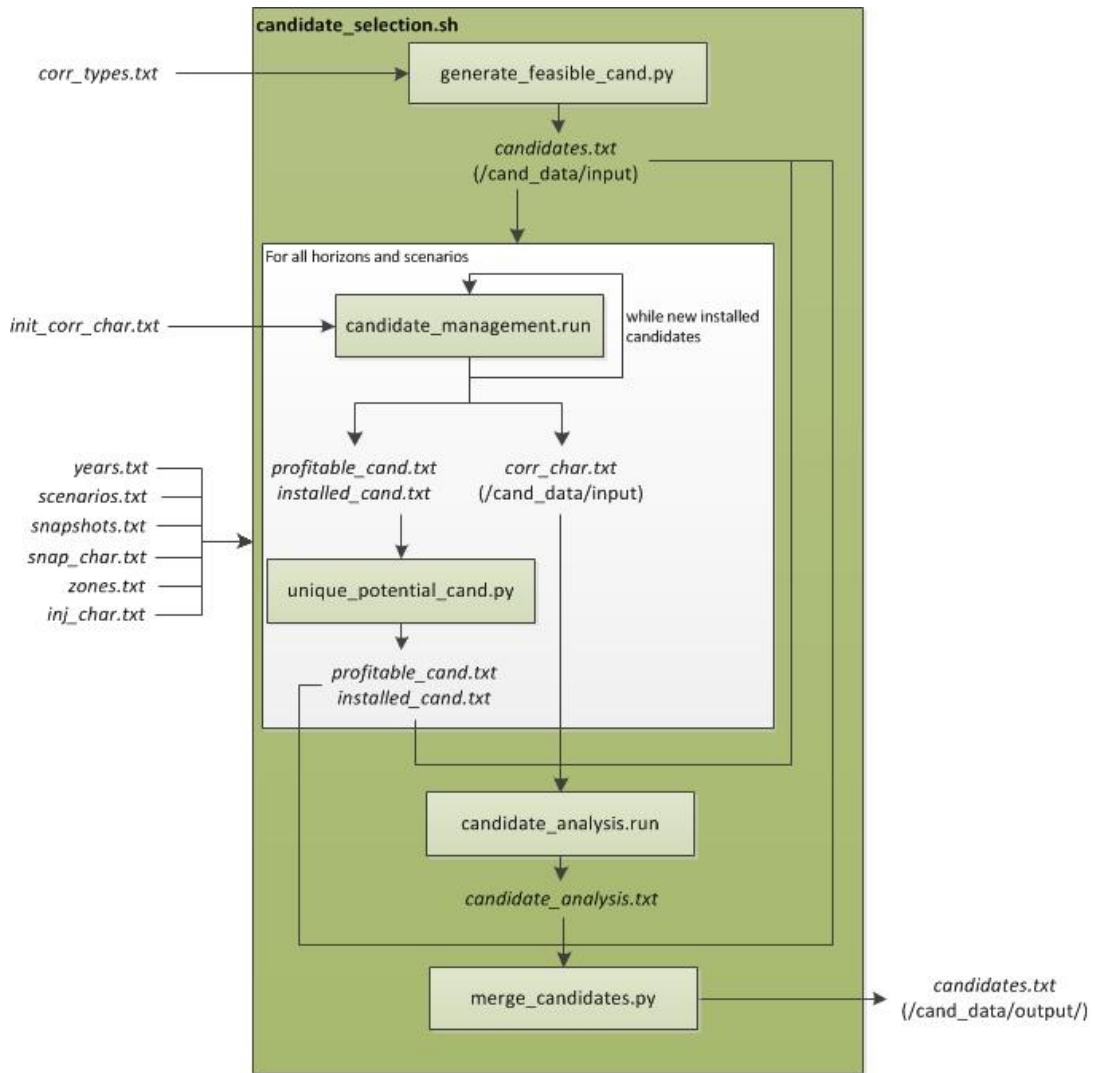 candidate_selection.sh
corr_types.txt
generate_feasible_cand.py
candidates.txt
(/cand_data/input)
For all horizons and scenarios
init_corr_char.txt
candidate_management.run
while new installed
candidates
years.txt
scenarios.txt
snapshots.txt
snap_char.txt
zones.txt
inj_char.txt
profitable_cand.txt
installed_cand.txt
corr_char.txt
(/cand_data/input)
unique_potential_cand.py
profitable_cand.txt
installed_cand.txt
candidate_analysis.run
candidate_analysis.txt
merge_candidates.py
candidates.txt
(/cand_data/output/)